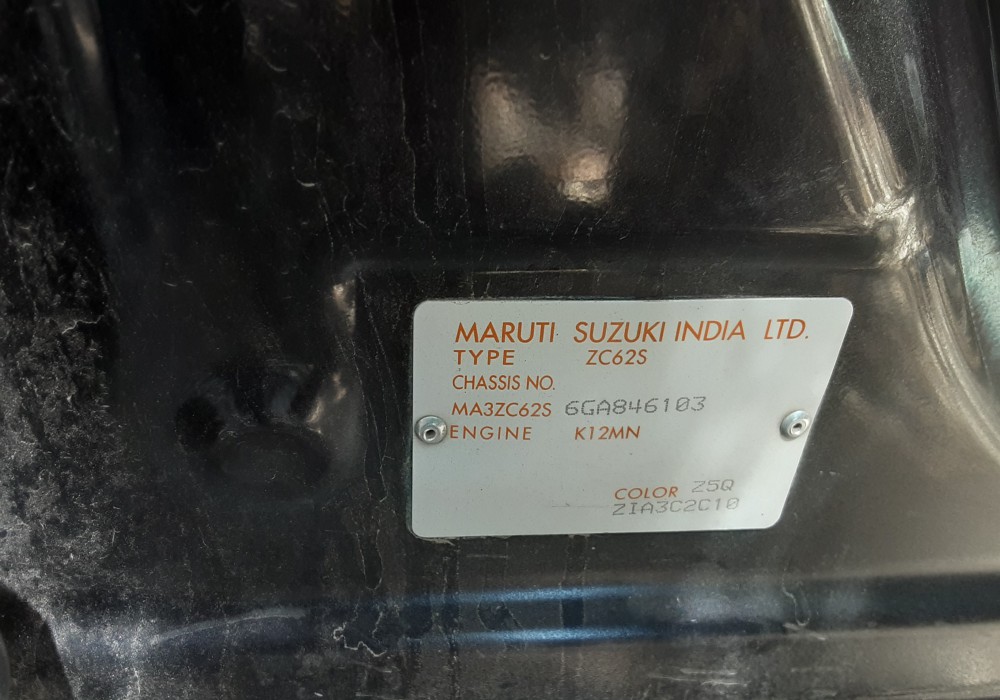 MARUTI SUZUKI INDIA LTD.
TYPE ZC62S
CHASSIS NO.
MA3ZC62S 6GA846103
ENGINE K12MN
COLOR Z5Q
ZIA3C2C10